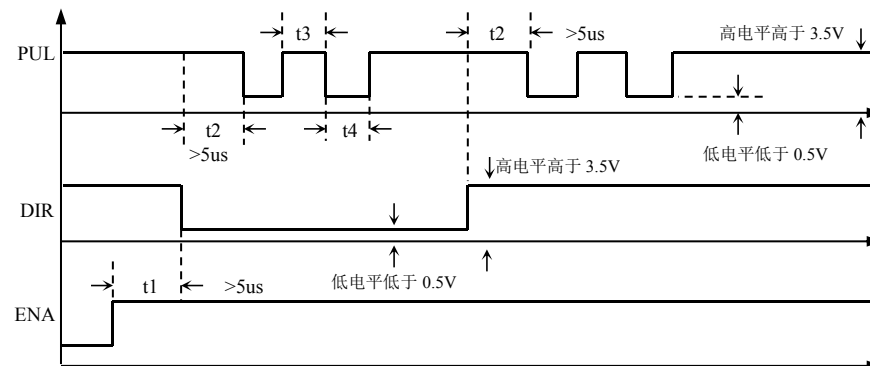 t3
t2
>5us
高电平高于 3.5V
PUL
t2
t4
>5us
低电平低于 0.5V
高电平高于 3.5V
DIR
t1
>5us
低电平低于 0.5V
ENA